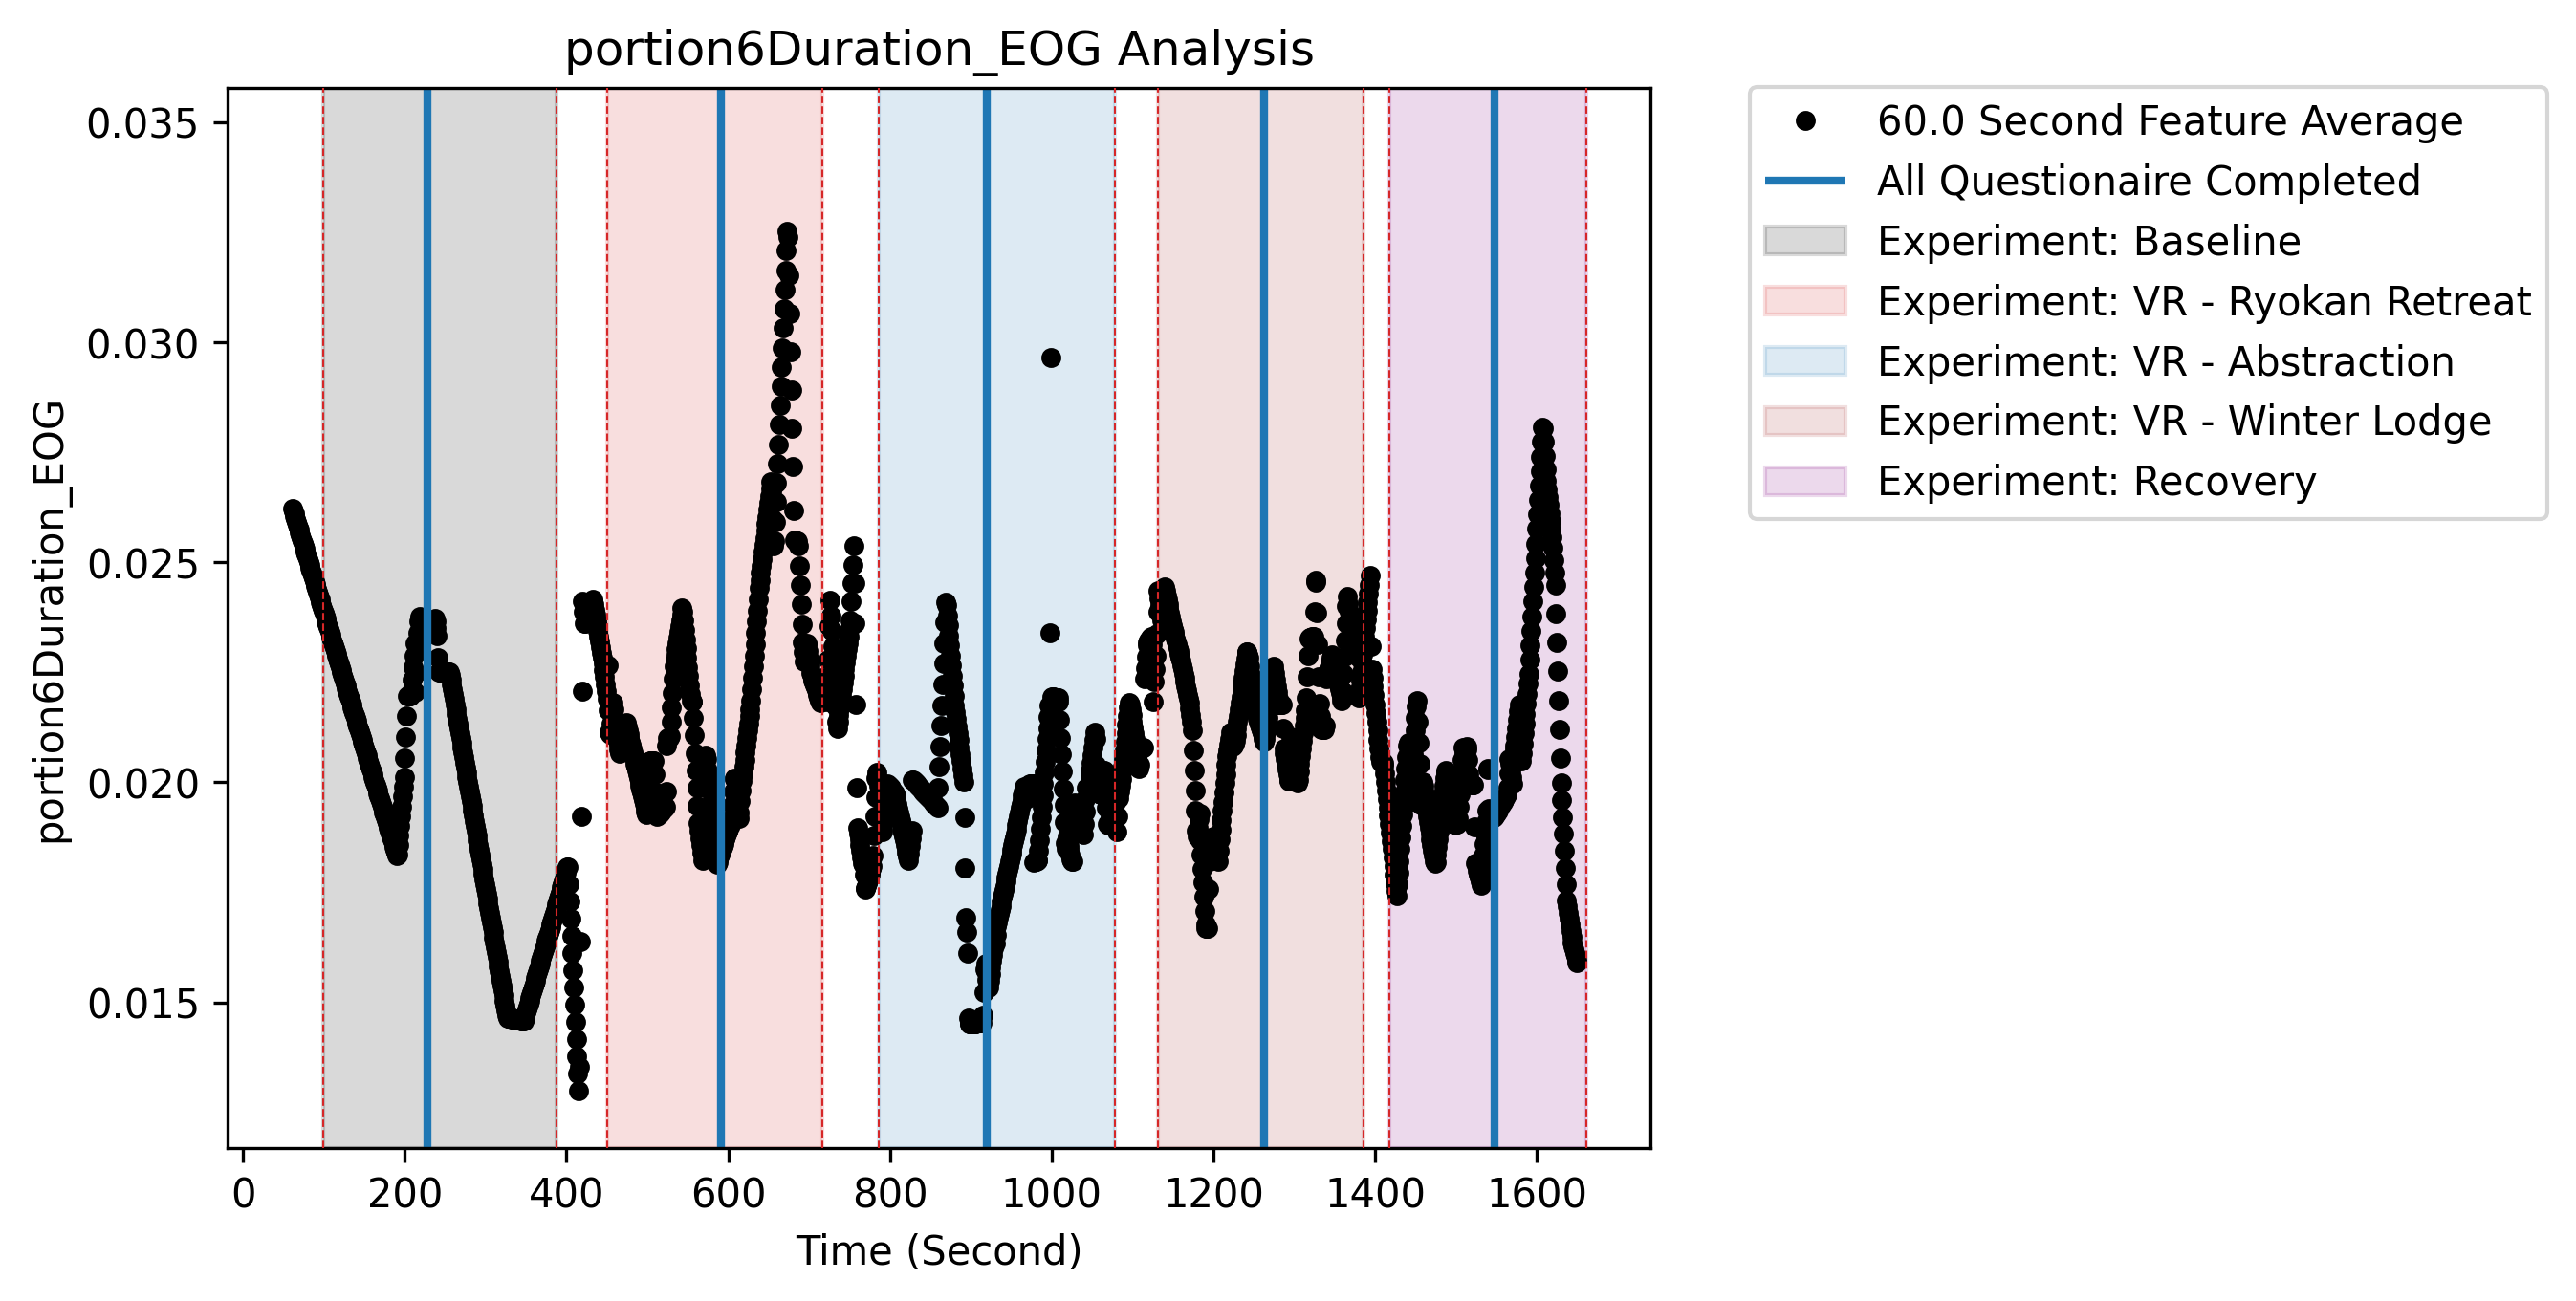 portion6Duration_EOG Analysis
0.035
0.030
0.025
0.020
0.015
portion6Duration_EOG
0 200 400 600 800 1000 1200 1400 1600
Time (Second)
60.0 Second Feature Average
All Questionaire Completed
Experiment: Baseline
Experiment: VR - Ryokan Retreat
Experiment: VR - Abstraction
Experiment: VR - Winter Lodge
Experiment: Recovery